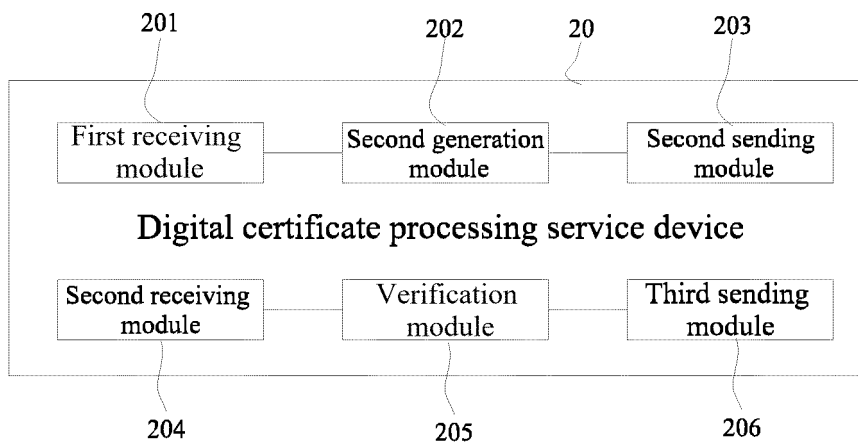 201
202
20
203
First receiving
module
Second generation
module
Second sending
module
Digital certificate processing service device
Second receiving
module
Verification
module
Third sending
module
204
205
206